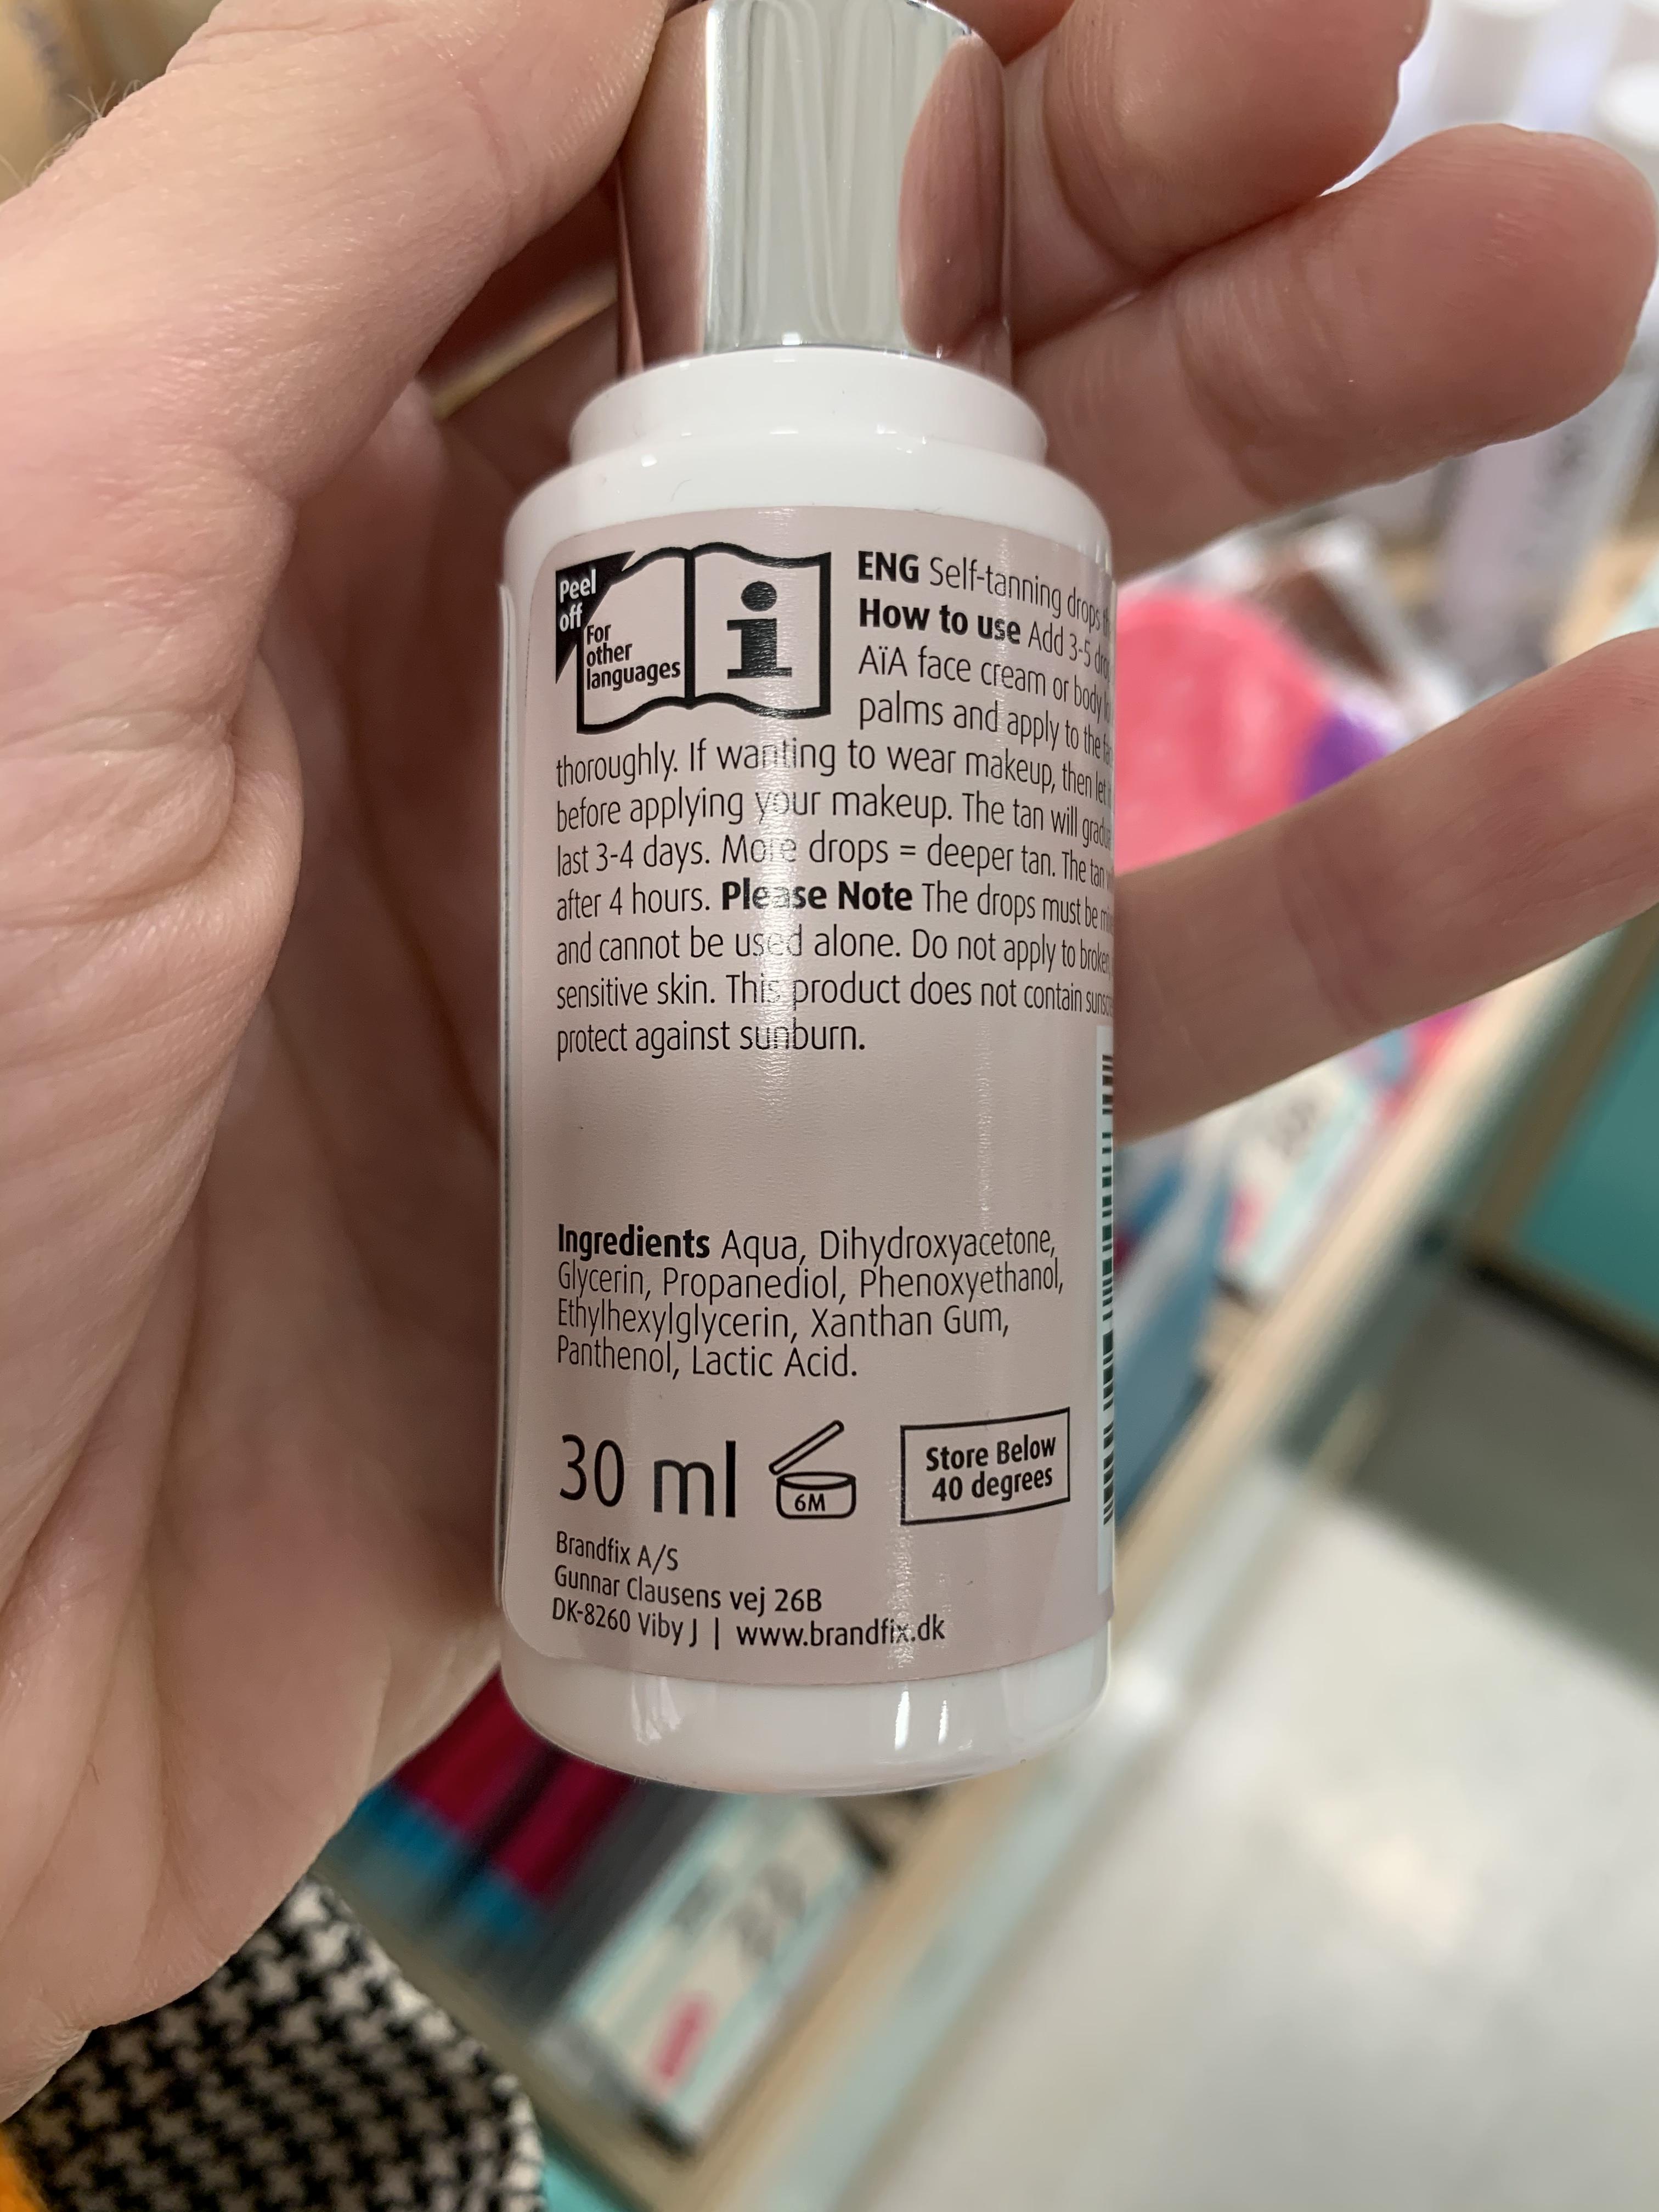 Peel
off
For
other
languages
ENG Self-tanning drops
How to use Add 3-5
AïA face cream or body
palms and apply to the
thoroughly. If wanting to wear makeup, then let
before applying your makeup. The tan will
last 3-4 days. More drops = deeper tan. The tan
after 4 hours. Please Note The drops must be
and cannot be used alone. Do not apply to
sensitive skin. This product does not contain
protect against sunburn.
Ingredients Aqua, Dihydroxyacetone,
Glycerin, Propanediol, Phenoxyethanol,
Ethylhexylglycerin, Xanthan Gum,
Panthenol, Lactic Acid.
30 ml
6M
Store Below
40 degrees
Brandfix A/S
Gunnar Clausens vej 26B
DK-8260 Viby J | www.brandfix.dk